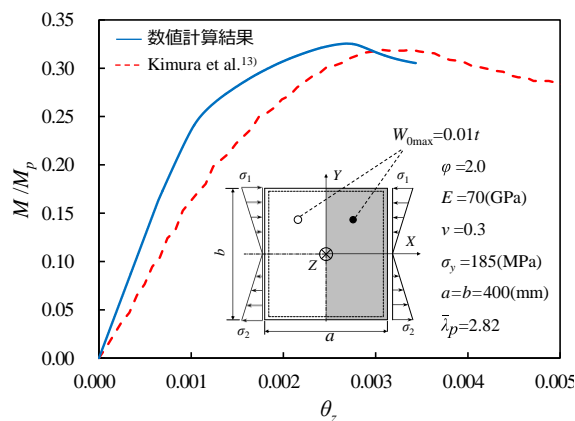 数値計算結果
Kimura et al.¹³⁾
M/Mₚ
0.35
0.30
0.25
0.20
0.15
0.10
0.05
0.00
W₀ₘₐₓ=0.01t
φ=2.0
E=70(GPa)
ν=0.3
σ_y=185(MPa)
a=b=400(mm)
λ̄_p=2.82
σ₁
Y
σ₁
b
X
Z
σ₂
a
σ₂
0.000 0.001 0.002 0.003 0.004 0.005
θ_z